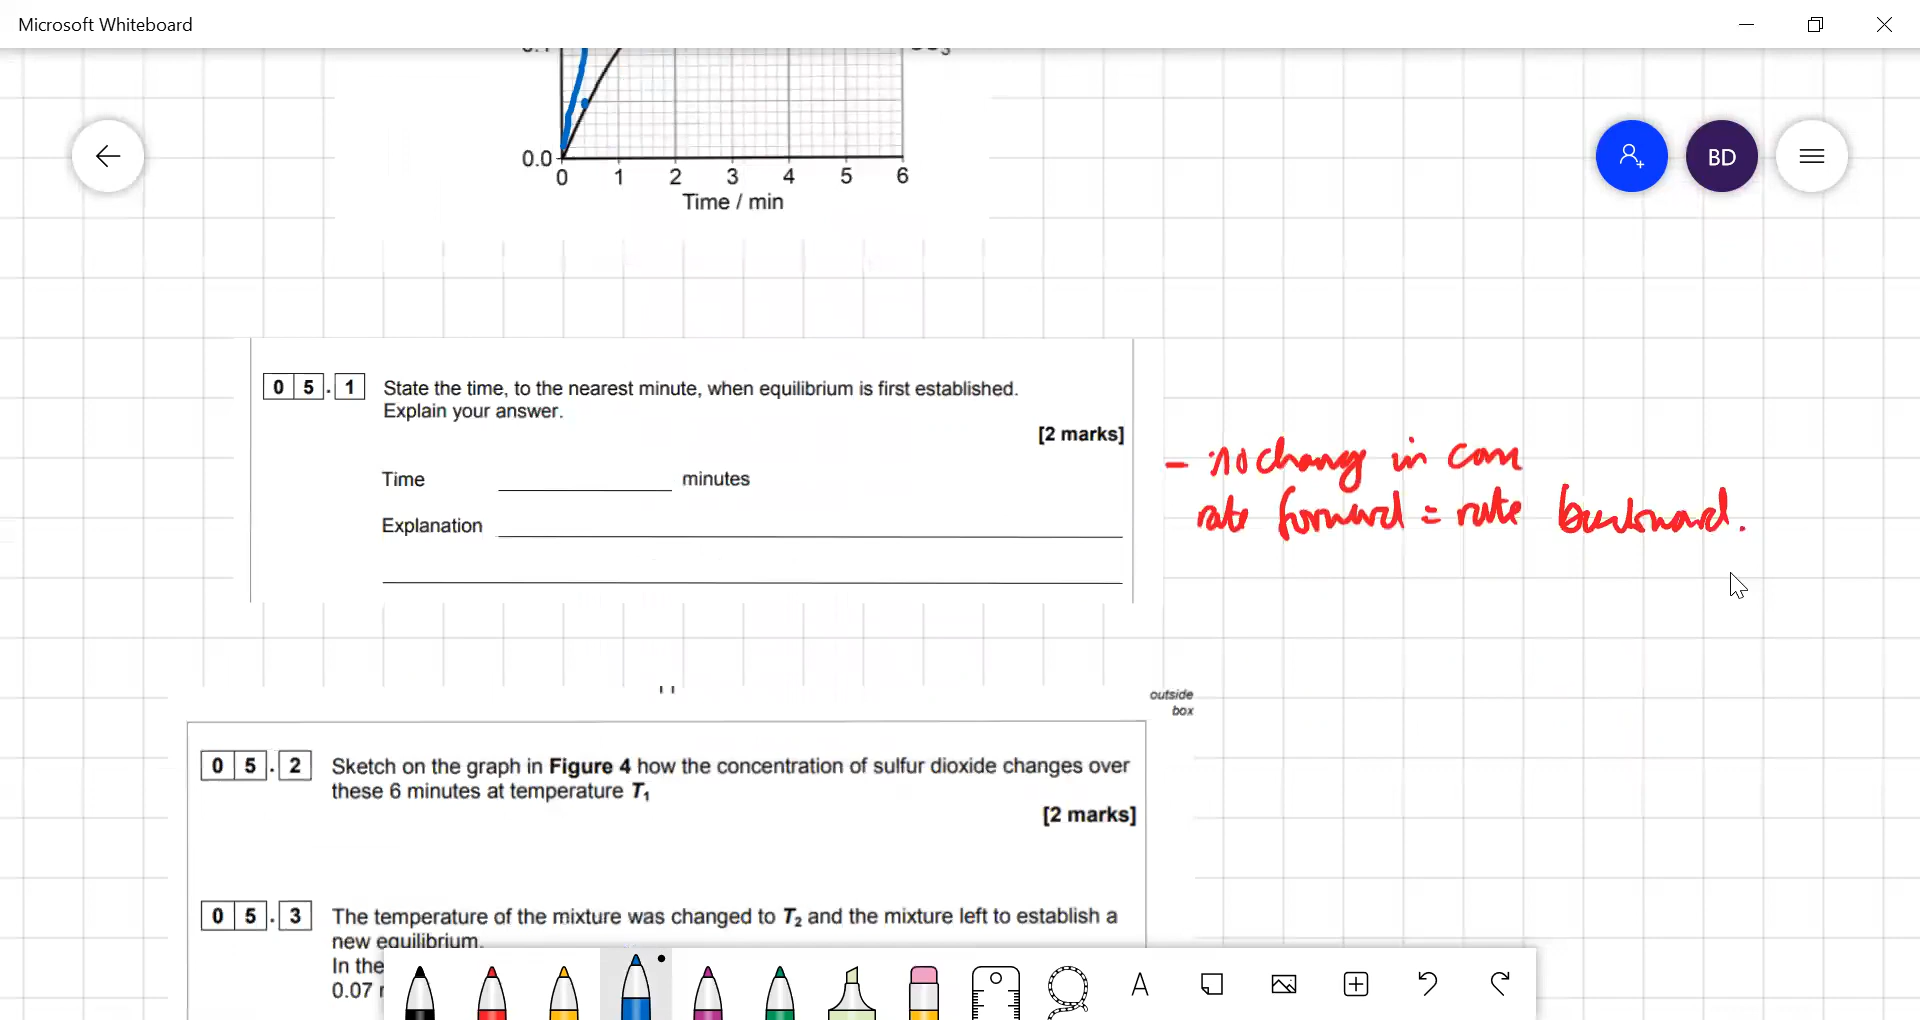 Microsoft Whiteboard
0.0
0 1 2 3 4 5 6
Time / min
BD
0 5 . 1 State the time, to the nearest minute, when equilibrium is first established.
Explain your answer.
[2 marks]
Time ________ minutes
Explanation ________
- no change in conc
rate forward = rate backward.
outside
box
0 5 . 2 Sketch on the graph in Figure 4 how the concentration of sulfur dioxide changes over
these 6 minutes at temperature T₁
[2 marks]
0 5 . 3 The temperature of the mixture was changed to T₂ and the mixture left to establish a
new equilibrium.
In the
0.07
A